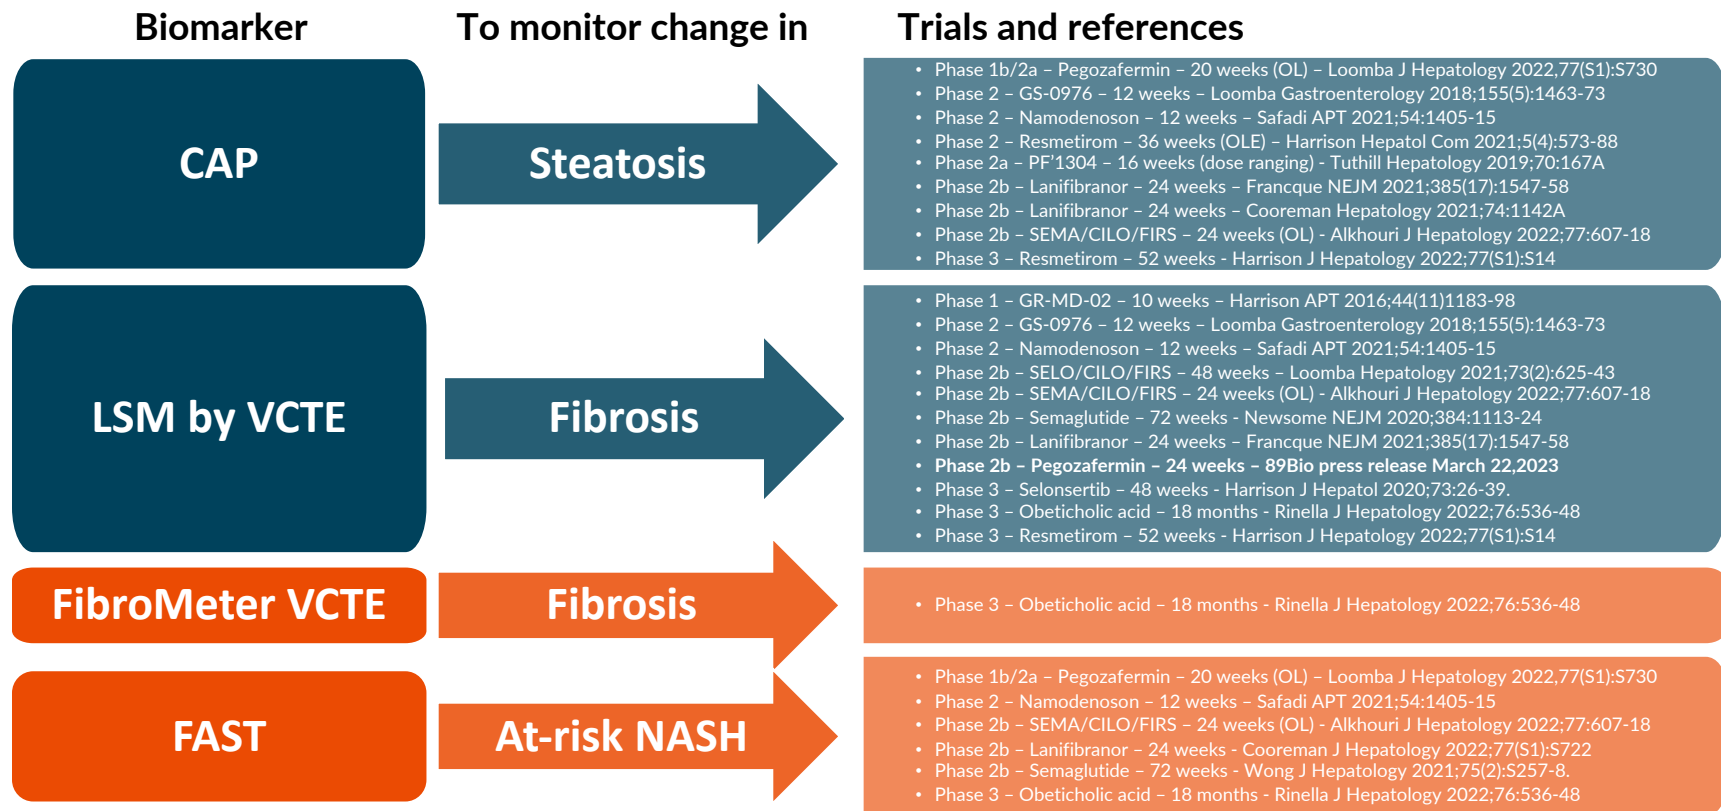 Biomarker
To monitor change in
Trials and references
CAP
Steatosis
• Phase 1b/2a – Pegozafermin – 20 weeks (OL) – Loomba J Hepatology 2022,77(S1):S730
• Phase 2 – GS-0976 – 12 weeks – Loomba Gastroenterology 2018;155(5):1463-73
• Phase 2 – Namodenoson – 12 weeks – Safadi APT 2021;54:1405-15
• Phase 2 – Resmetirom – 36 weeks (OLE) – Harrison Hepatol Com 2021;5(4):573-88
• Phase 2a – PF'1304 – 16 weeks (dose ranging) - Tuthill Hepatology 2019;70:167A
• Phase 2b – Lanifibranor – 24 weeks – Francque NEJM 2021;385(17):1547-58
• Phase 2b – Lanifibranor – 24 weeks – Cooreman Hepatology 2021;74:1142A
• Phase 2b – SEMA/CILO/FIRS – 24 weeks (OL) - Alkhouri J Hepatology 2022;77:607-18
• Phase 3 – Resmetirom – 52 weeks - Harrison J Hepatology 2022;77(S1):S14
LSM by VCTE
Fibrosis
• Phase 1 – GR-MD-02 – 10 weeks – Harrison APT 2016;44(11)1183-98
• Phase 2 – GS-0976 – 12 weeks – Loomba Gastroenterology 2018;155(5):1463-73
• Phase 2 – Namodenoson – 12 weeks – Safadi APT 2021;54:1405-15
• Phase 2b – SELO/CILO/FIRS – 48 weeks – Loomba Hepatology 2021;73(2):625-43
• Phase 2b – SEMA/CILO/FIRS – 24 weeks (OL) - Alkhouri J Hepatology 2022;77:607-18
• Phase 2b – Semaglutide – 72 weeks - Newsome NEJM 2020;384:1113-24
• Phase 2b – Lanifibranor – 24 weeks – Francque NEJM 2021;385(17):1547-58
• Phase 2b – Pegozafermin – 24 weeks – 89Bio press release March 22,2023
• Phase 3 – Selonsertib – 48 weeks - Harrison J Hepatol 2020;73:26-39.
• Phase 3 – Obeticholic acid – 18 months - Rinella J Hepatology 2022;76:536-48
• Phase 3 – Resmetirom – 52 weeks - Harrison J Hepatology 2022;77(S1):S14
FibroMeter VCTE
Fibrosis
• Phase 3 – Obeticholic acid – 18 months - Rinella J Hepatology 2022;76:536-48
FAST
At-risk NASH
• Phase 1b/2a – Pegozafermin – 20 weeks (OL) – Loomba J Hepatology 2022,77(S1):S730
• Phase 2 – Namodenoson – 12 weeks – Safadi APT 2021;54:1405-15
• Phase 2b – SEMA/CILO/FIRS – 24 weeks (OL) - Alkhouri J Hepatology 2022;77:607-18
• Phase 2b – Lanifibranor – 24 weeks - Cooreman J Hepatology 2022;77(S1):S722
• Phase 2b – Semaglutide – 72 weeks - Wong J Hepatology 2021;75(2):S257-8.
• Phase 3 – Obeticholic acid – 18 months - Rinella J Hepatology 2022;76:536-48